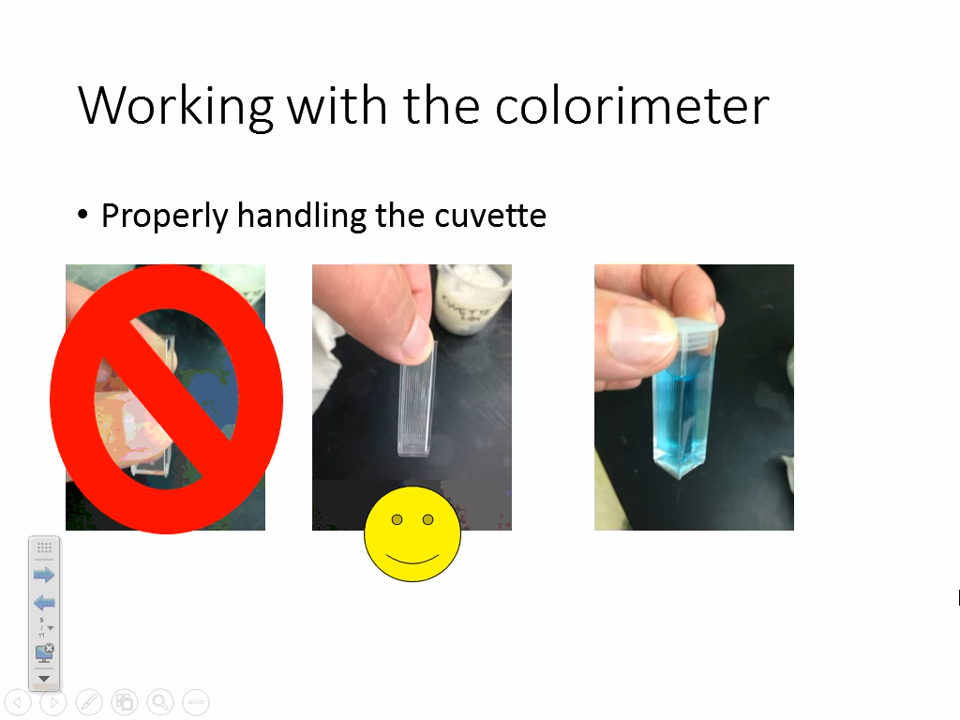 Working with the colorimeter
• Properly handling the cuvette